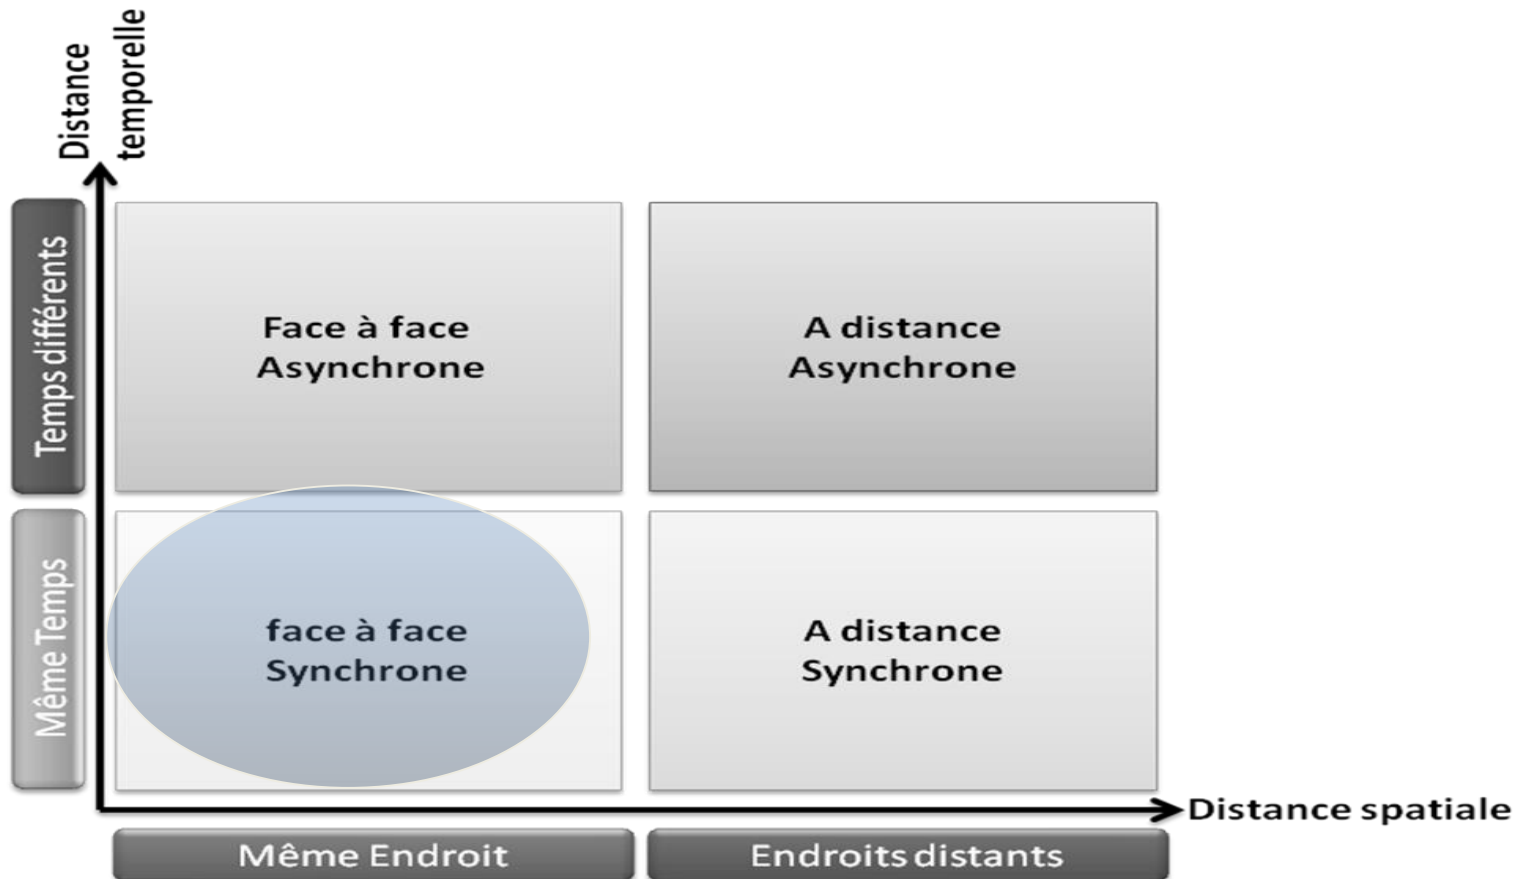 Distance
temporelle
Temps différents
Face à face
Asynchrone
A distance
Asynchrone
Même Temps
face à face
Synchrone
A distance
Synchrone
Distance spatiale
Même Endroit
Endroits distants